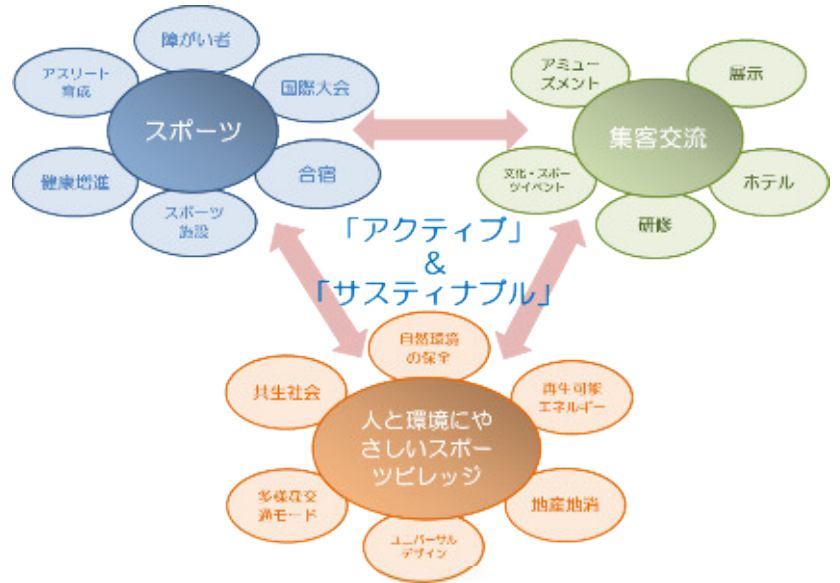 障がい者
アスリート
育成
国際大会
スポーツ
健康増進
合宿
スポーツ
施設
アミュー
ズメント
展示
集客交流
文化・スポー
ツイベント
ホテル
研修
「アクティブ」
&
「サスティナブル」
自然環境
の保全
共生社会
再生可能
エネルギー
人と環境にや
さしいスポー
ツビレッジ
多様な交
通モード
地産地消
ユニバーサル
デザイン